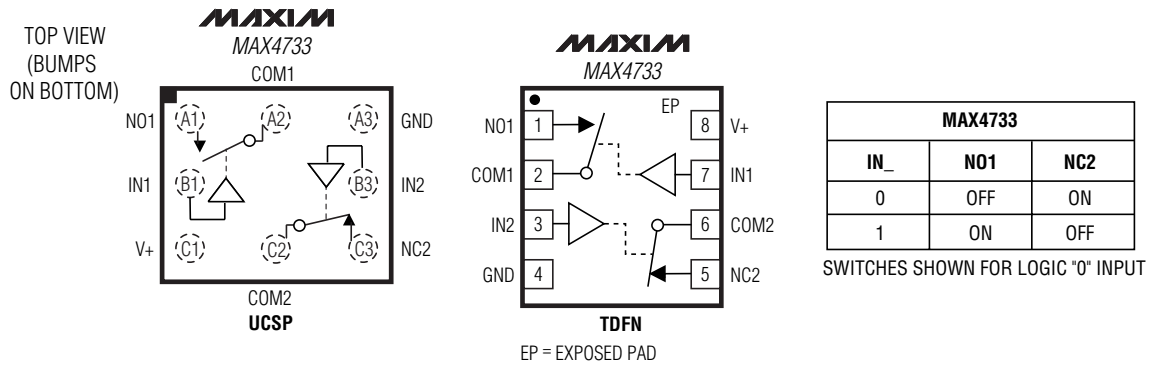 TOP VIEW
(BUMPS
ON BOTTOM)
MAXIM
MAX4733
COM1
NO1 A1 A2 A3 GND
IN1 B1 B3 IN2
V+ C1 C2 C3 NC2
COM2
UCSP
MAXIM
MAX4733
EP
NO1 1 8 V+
COM1 2 7 IN1
IN2 3 6 COM2
GND 4 5 NC2
TDFN
EP = EXPOSED PAD
MAX4733
IN_ NO1 NC2
0 OFF ON
1 ON OFF
SWITCHES SHOWN FOR LOGIC "0" INPUT